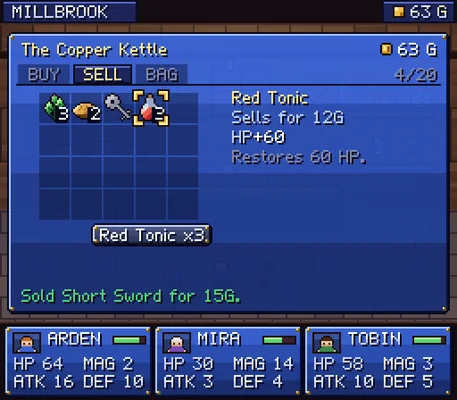 MILLBROOK
63 G
The Copper Kettle
63 G
BUY SELL BAG
4/20
3 2 3
Red Tonic
Sells for 12G
HP+60
Restores 60 HP.
Red Tonic x3
Sold Short Sword for 15G.
ARDEN
HP 64 MAG 2
ATK 16 DEF 10
MIRA
HP 30 MAG 14
ATK 3 DEF 4
TOBIN
HP 58 MAG 3
ATK 10 DEF 5